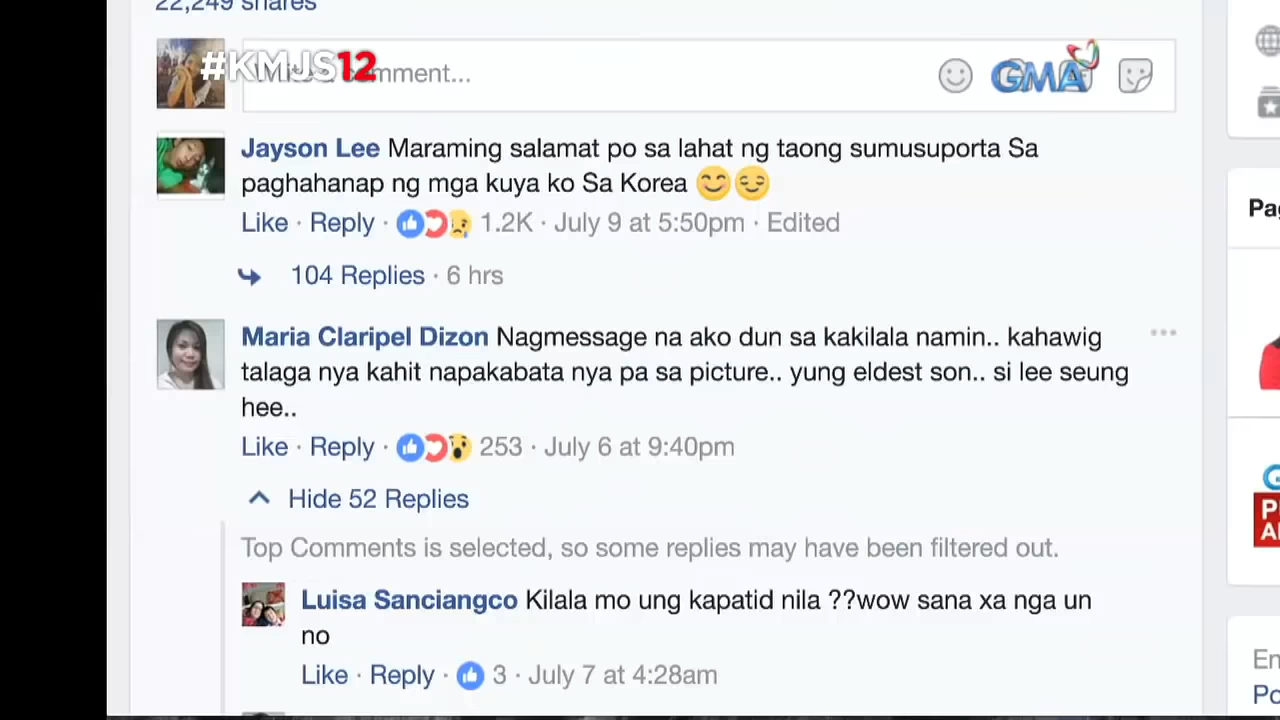 22,249 shares
#KMJS12
Write a comment...
GMA
Jayson Lee Maraming salamat po sa lahat ng taong sumusuporta Sa
paghahanap ng mga kuya ko Sa Korea 😊😏
Like · Reply · 1.2K · July 9 at 5:50pm · Edited
104 Replies · 6 hrs
Maria Claripel Dizon Nagmessage na ako dun sa kakilala namin.. kahawig
talaga nya kahit napakabata nya pa sa picture.. yung eldest son.. si lee seung
hee..
Like · Reply · 253 · July 6 at 9:40pm
Hide 52 Replies
Top Comments is selected, so some replies may have been filtered out.
Luisa Sanciangco Kilala mo ung kapatid nila ??wow sana xa nga un
no
Like · Reply · 3 · July 7 at 4:28am